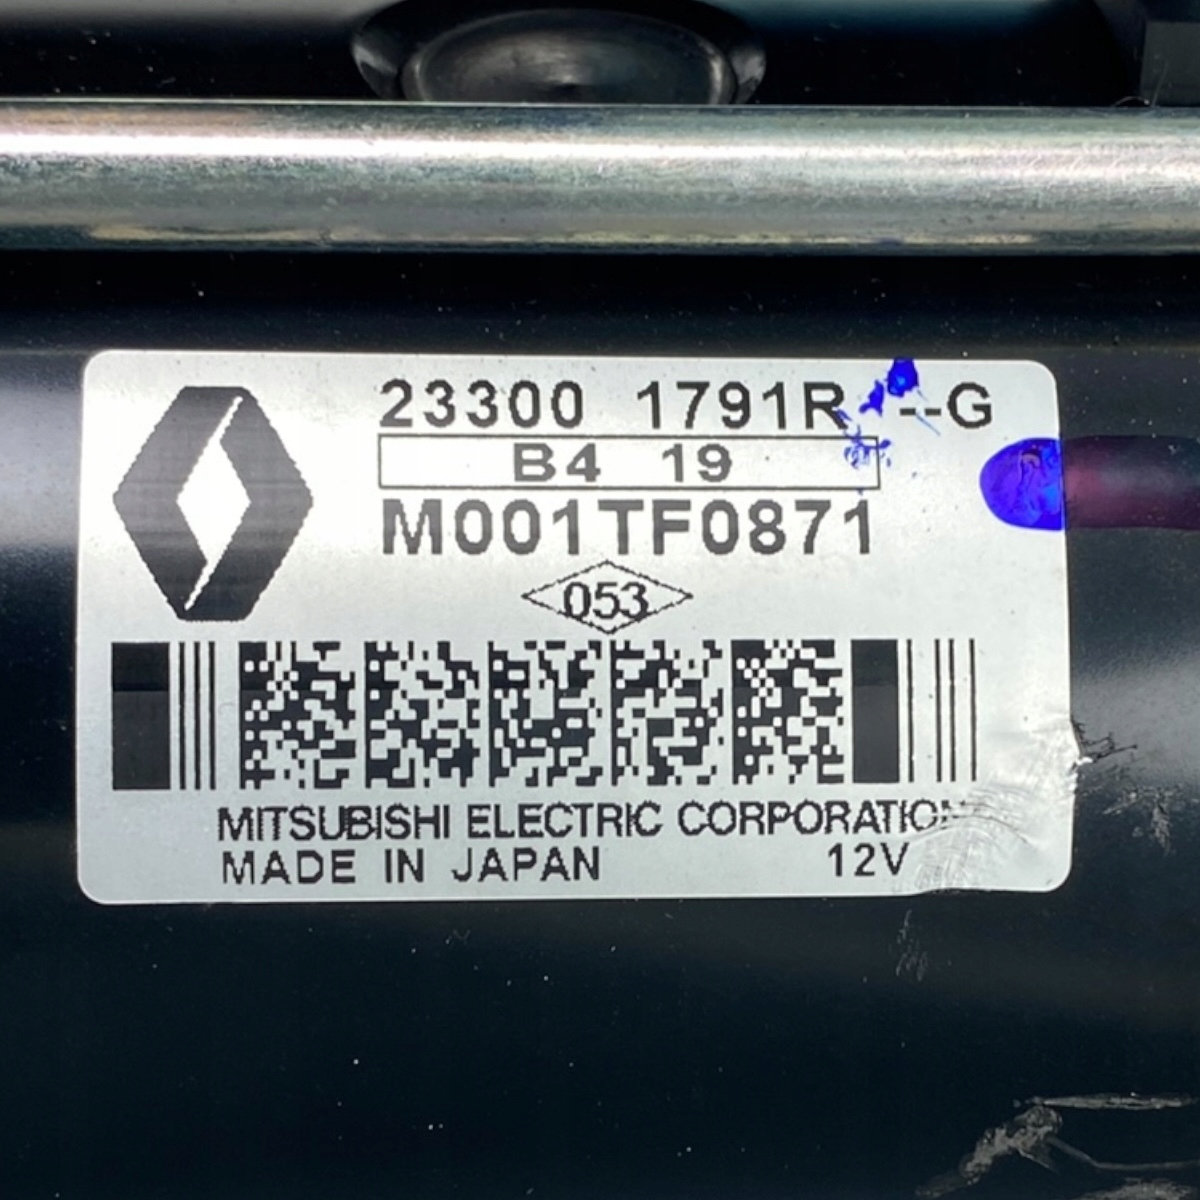 23300 1791R --G
B4 19
M001TF0871
053
MITSUBISHI ELECTRIC CORPORATION
MADE IN JAPAN 12V